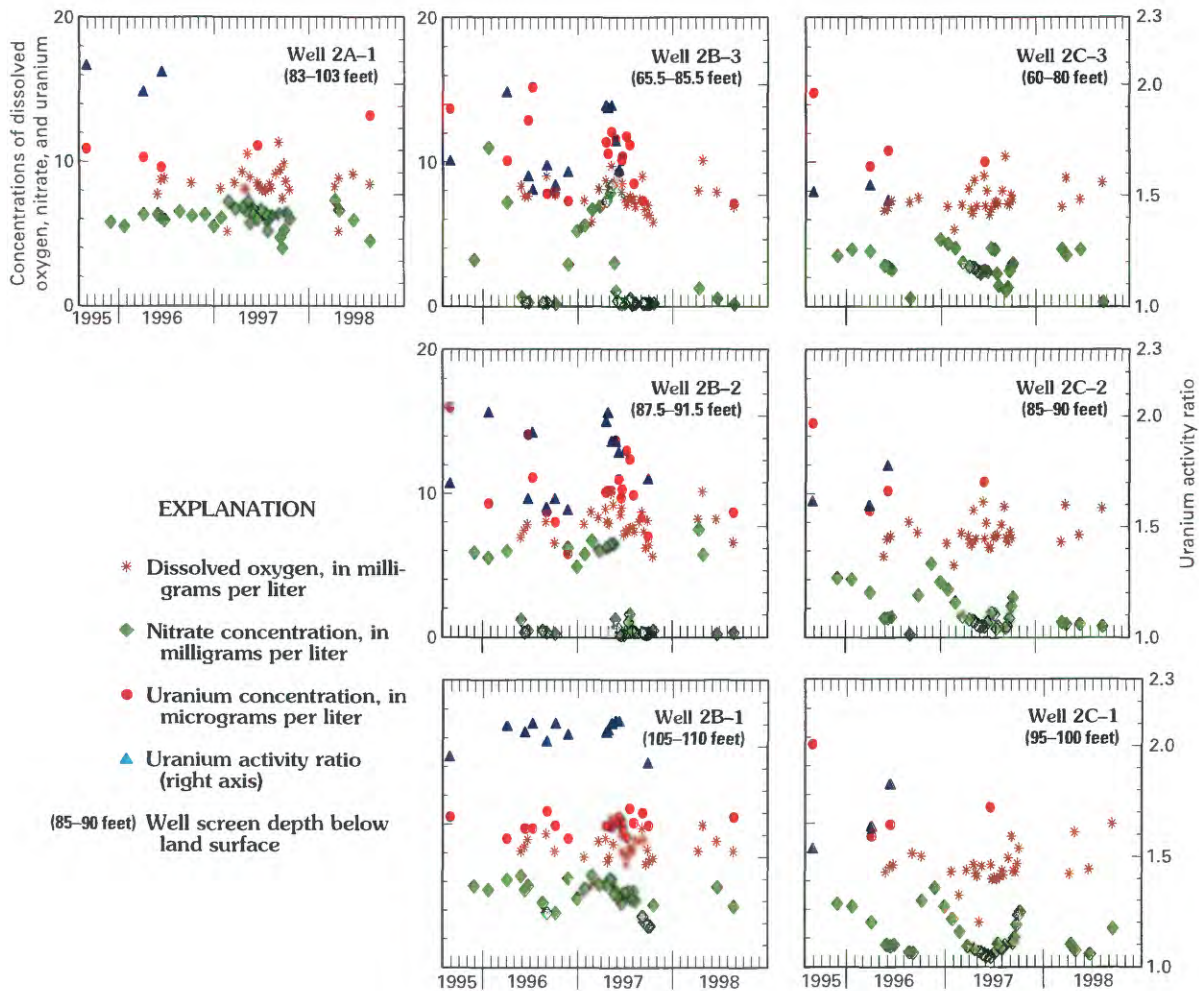 20
10
0
Concentrations of dissolved
oxygen, nitrate, and uranium
Well 2A–1
(83–103 feet)
1995 1996 1997 1998
20
10
0
Well 2B–3
(65.5–85.5 feet)
Well 2C–3
(60–80 feet)
2.3
2.0
1.5
1.0
20
10
0
Well 2B–2
(87.5–91.5 feet)
Well 2C–2
(85–90 feet)
2.3
2.0
1.5
1.0
Uranium activity ratio
EXPLANATION
Dissolved oxygen, in milli-
grams per liter
Nitrate concentration, in
milligrams per liter
Uranium concentration, in
micrograms per liter
Uranium activity ratio
(right axis)
(85–90 feet) Well screen depth below
land surface
Well 2B–1
(105–110 feet)
1995 1996 1997 1998
Well 2C–1
(95–100 feet)
2.3
2.0
1.5
1.0
1995 1996 1997 1998